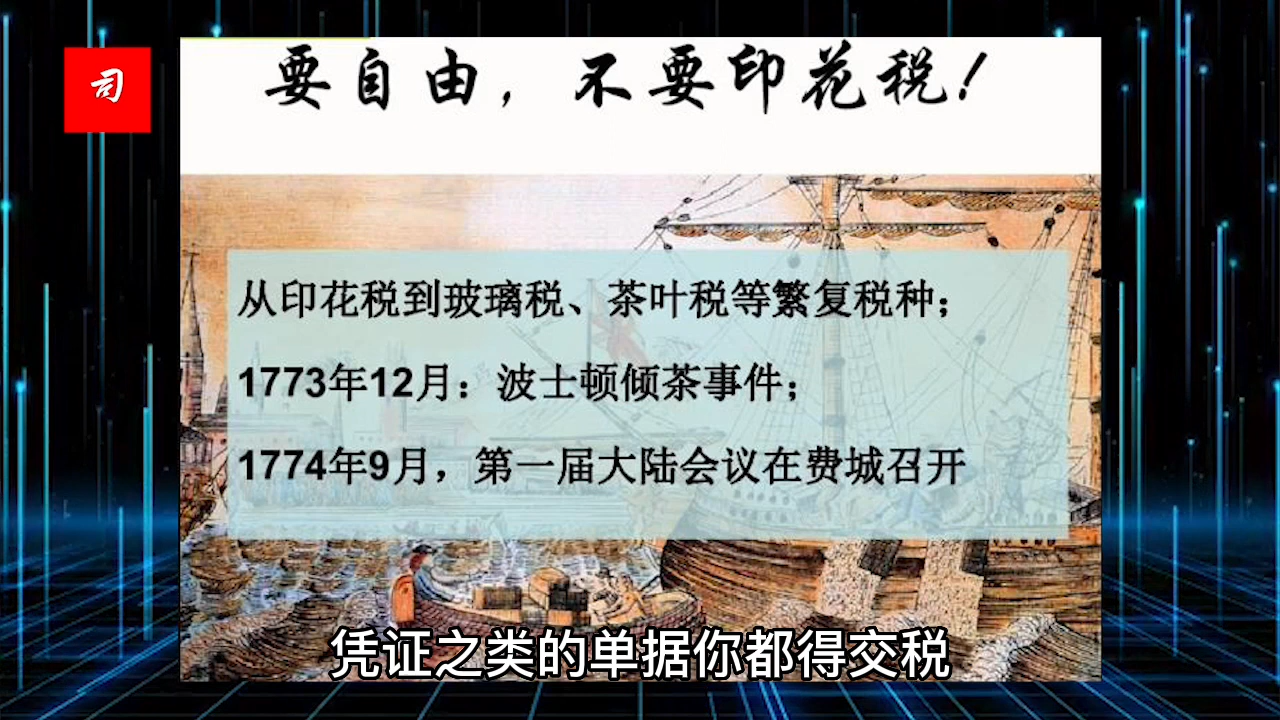 司
要自由，不要印花税！
从印花税到玻璃税、茶叶税等繁复税种；
1773年12月：波士顿倾茶事件；
1774年9月，第一届大陆会议在费城召开
凭证之类的单据你都得交税